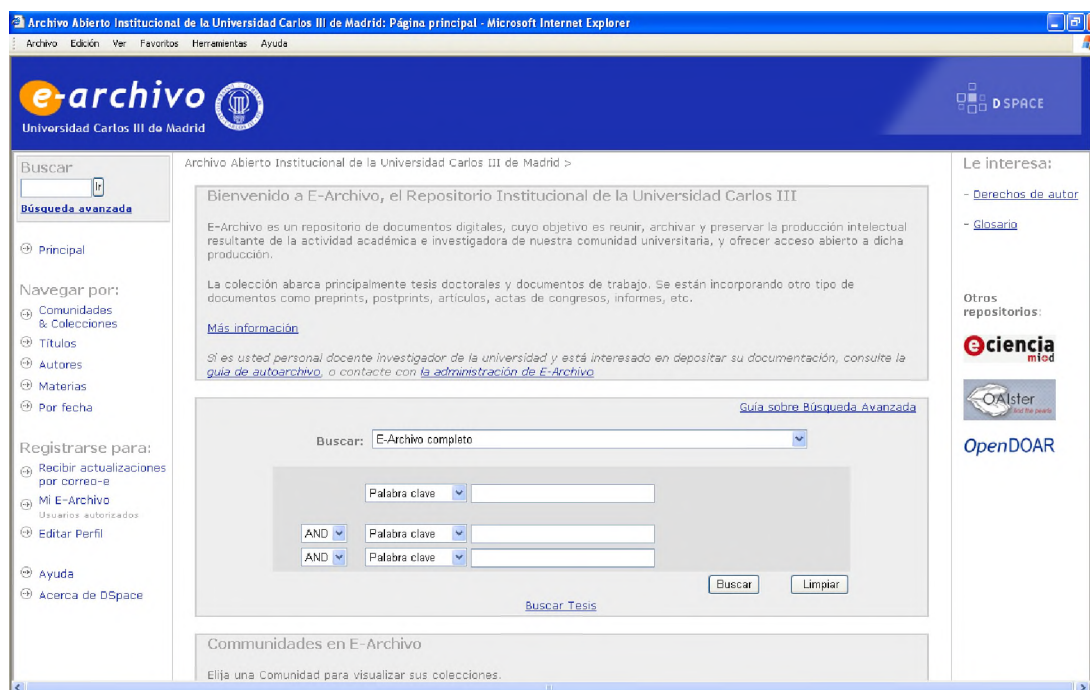 Archivo Abierto Institucional de la Universidad Carlos III de Madrid: Página principal - Microsoft Internet Explorer
Archivo Edición Ver Favoritos Herramientas Ayuda
e-archivo
Universidad Carlos III de Madrid
DSPACE
Buscar
Ir
Búsqueda avanzada
Principal
Navegar por:
Comunidades
& Colecciones
Títulos
Autores
Materias
Por fecha
Registrarse para:
Recibir actualizaciones
por correo-e
Mi E-Archivo
Usuarios autorizados
Editar Perfil
Ayuda
Acerca de DSpace
Archivo Abierto Institucional de la Universidad Carlos III de Madrid >
Bienvenido a E-Archivo, el Repositorio Institucional de la Universidad Carlos III
E-Archivo es un repositorio de documentos digitales, cuyo objetivo es reunir, archivar y preservar la producción intelectual
resultante de la actividad académica e investigadora de nuestra comunidad universitaria, y ofrecer acceso abierto a dicha
producción.
La colección abarca principalmente tesis doctorales y documentos de trabajo. Se están incorporando otro tipo de
documentos como preprints, postprints, artículos, actas de congresos, informes, etc.
Más información
Si es usted personal docente investigador de la universidad y está interesado en depositar su documentación, consulte la
guía de autoarchivo, o contacte con la administración de E-Archivo
Guía sobre Búsqueda Avanzada
Buscar: E-Archivo completo
Palabra clave
AND Palabra clave
AND Palabra clave
Buscar Limpiar
Buscar Tesis
Communidades en E-Archivo
Elija una Comunidad para visualizar sus colecciones.
Le interesa:
- Derechos de autor
- Glosario
Otros
repositorios:
e ciencia
OAIster
find the pearls
OpenDOAR